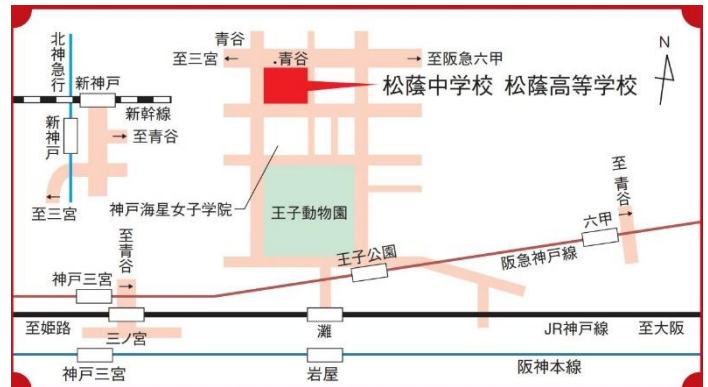 青谷
至三宮
.青谷
至阪急六甲
N
北神急行
新神戸
新幹線
新神戸
至青谷
至三宮
松蔭中学校 松蔭高等学校
神戸海星女子学院
王子動物園
至青谷
六甲
至青谷
王子公園
阪急神戸線
神戸三宮
至姫路
三ノ宮
灘
JR神戸線
至大阪
神戸三宮
岩屋
阪神本線